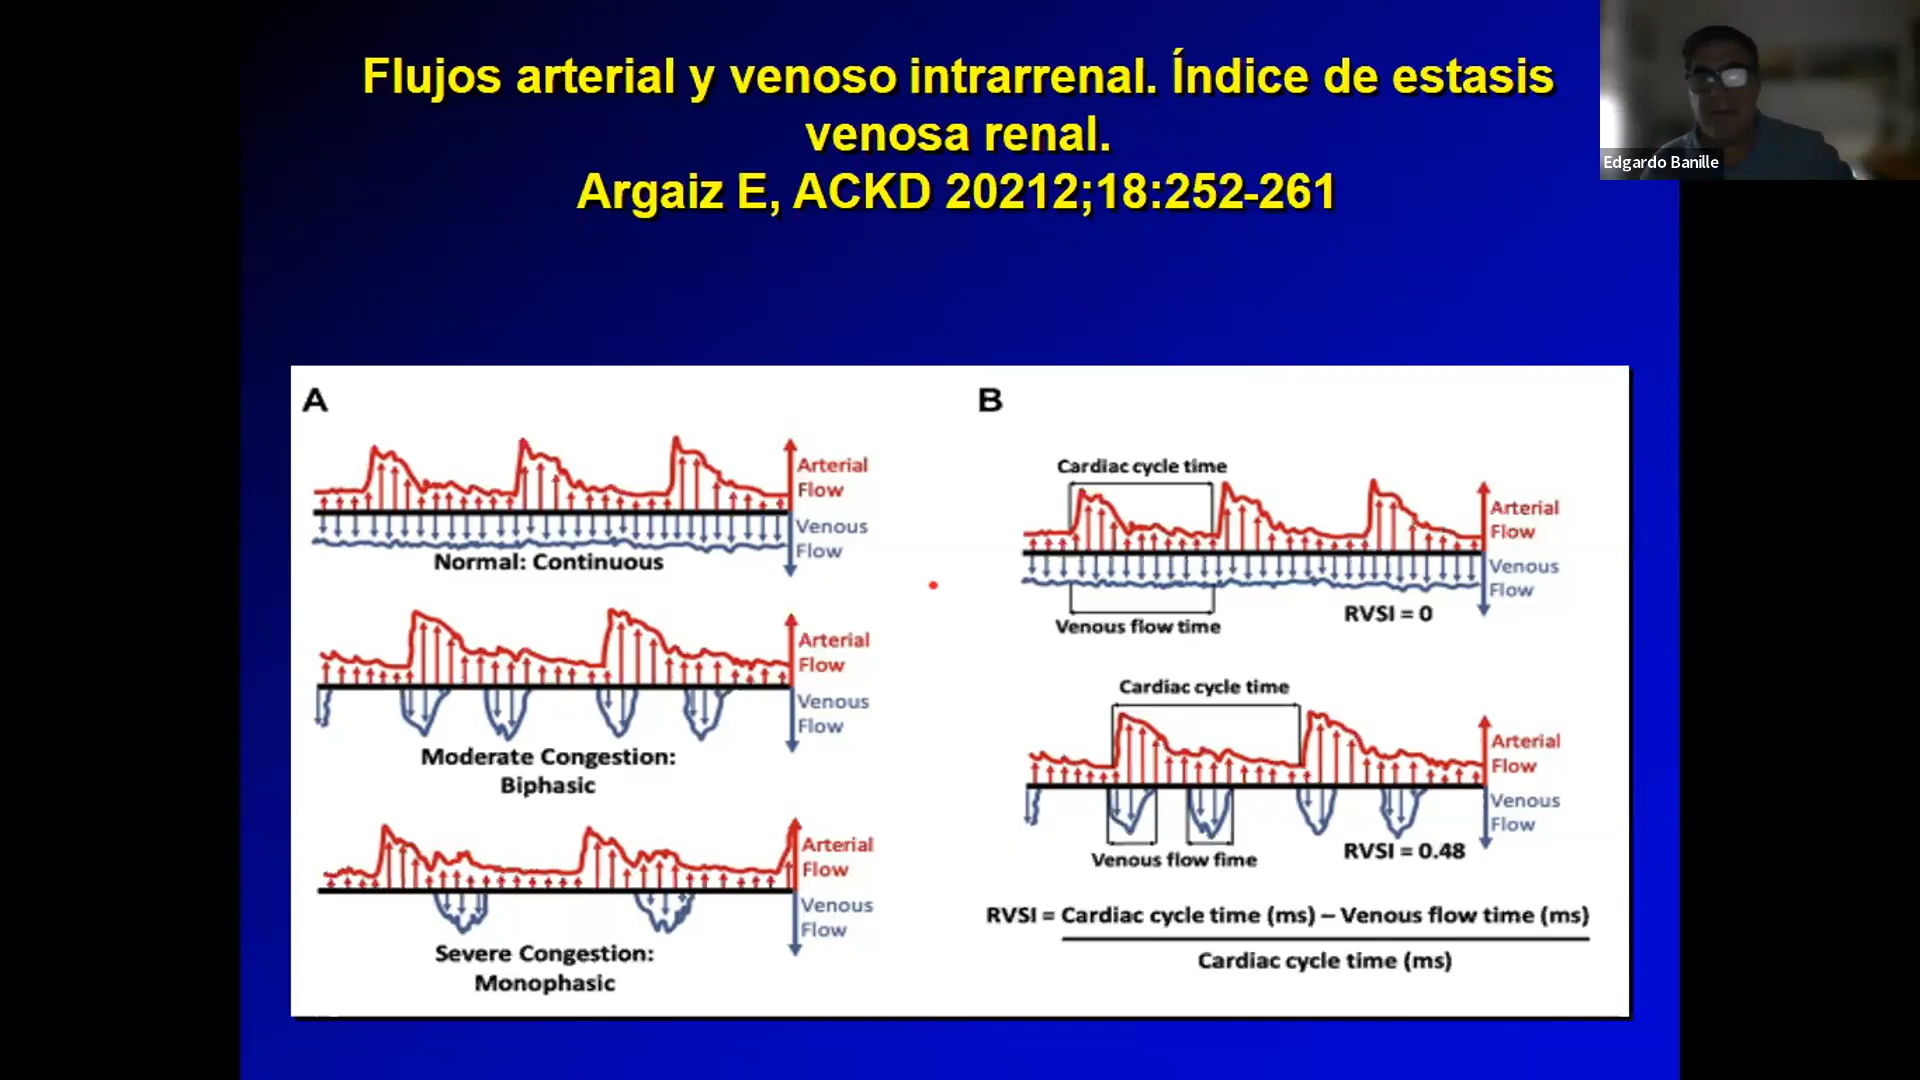 Flujos arterial y venoso intrarrenal. Índice de estasis
venosa renal.
Argaiz E, ACKD 20212;18:252-261
Edgardo Banille
A
Arterial
Flow
Venous
Flow
Normal: Continuous
Arterial
Flow
Venous
Flow
Moderate Congestion:
Biphasic
Arterial
Flow
Venous
Flow
Severe Congestion:
Monophasic
B
Cardiac cycle time
Arterial
Flow
Venous
Flow
RVSI = 0
Venous flow time
Cardiac cycle time
Arterial
Flow
Venous
Flow
RVSI = 0.48
Venous flow fime
RVSI = Cardiac cycle time (ms) – Venous flow time (ms)
Cardiac cycle time (ms)